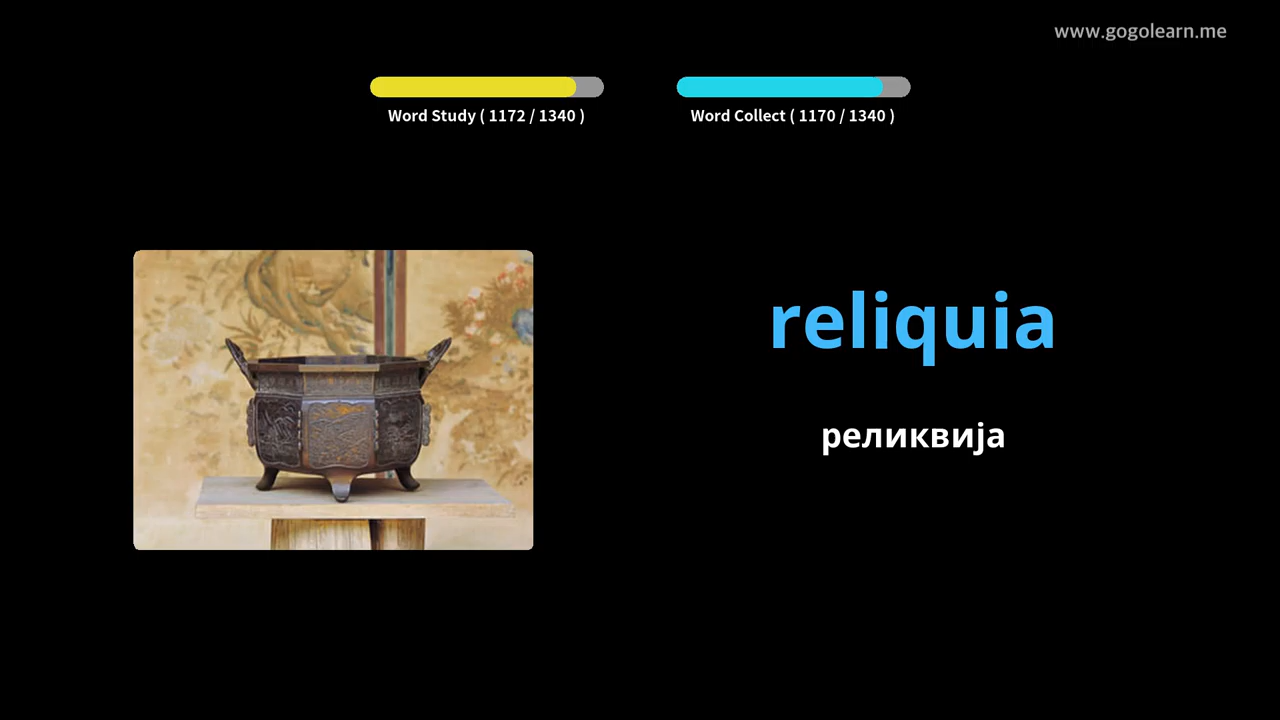 www.gogolearn.me
Word Study ( 1172 / 1340 )
Word Collect ( 1170 / 1340 )
reliquia
реликвија